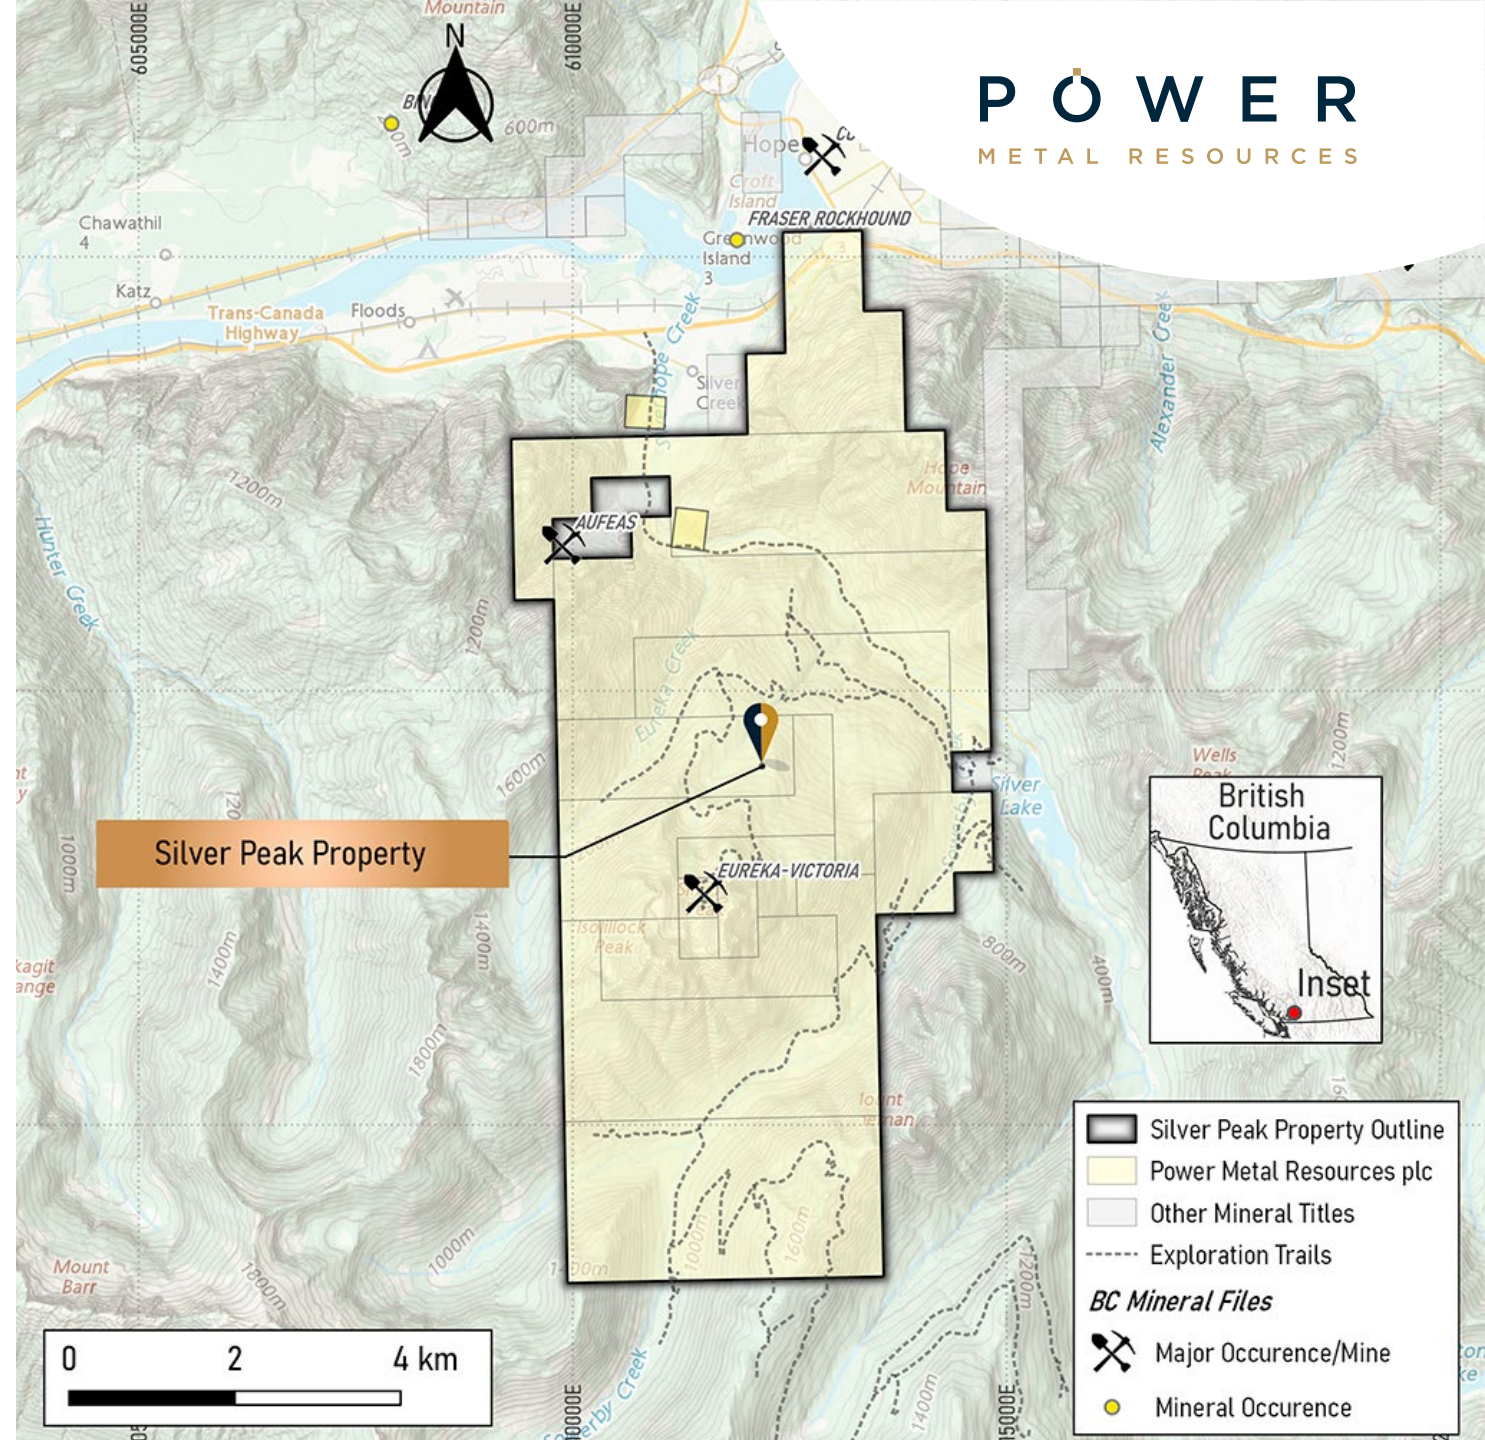 Mountain
605000E
610000E
N
600m
POWER
METAL RESOURCES
Hope
Croft
Island
FRASER ROCKHOUND
Chawathil
4
Greenwood
Island
3
3
1
Katz
Trans-Canada
Highway
Floods
Silver
Creek
Alexander Creek
1200m
Hope
Mountain
AUFEAS
Hunter Creek
1200m
Eureka Creek
1600m
Wells
1200m
Silver
Lake
British
Columbia
Silver Peak Property
1000m
EUREKA-VICTORIA
Peak
1400m
1400m
800m
400m
Inset
1800m
Silver Peak Property Outline
Power Metal Resources plc
Other Mineral Titles
Exploration Trails
BC Mineral Files
Major Occurence/Mine
Mineral Occurence
Mount
Barr
1800m
1000m
1000m
1600m
1200m
1400m
0 2 4 km
Creek